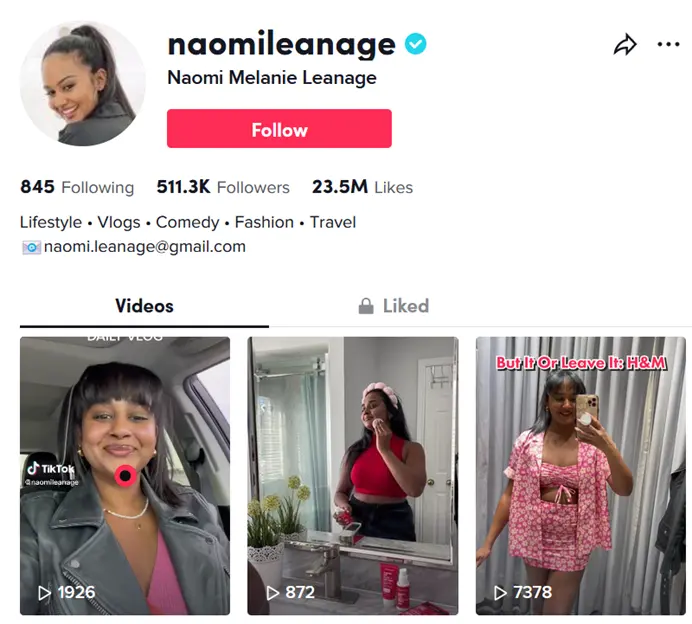 naomileanage
Naomi Melanie Leanage
Follow
845 Following 511.3K Followers 23.5M Likes
Lifestyle • Vlogs • Comedy • Fashion • Travel
naomi.leanage@gmail.com
Videos Liked
DAILY VLOG
TikTok
@naomileanage
1926
872
But It Or Leave It: H&M
7378